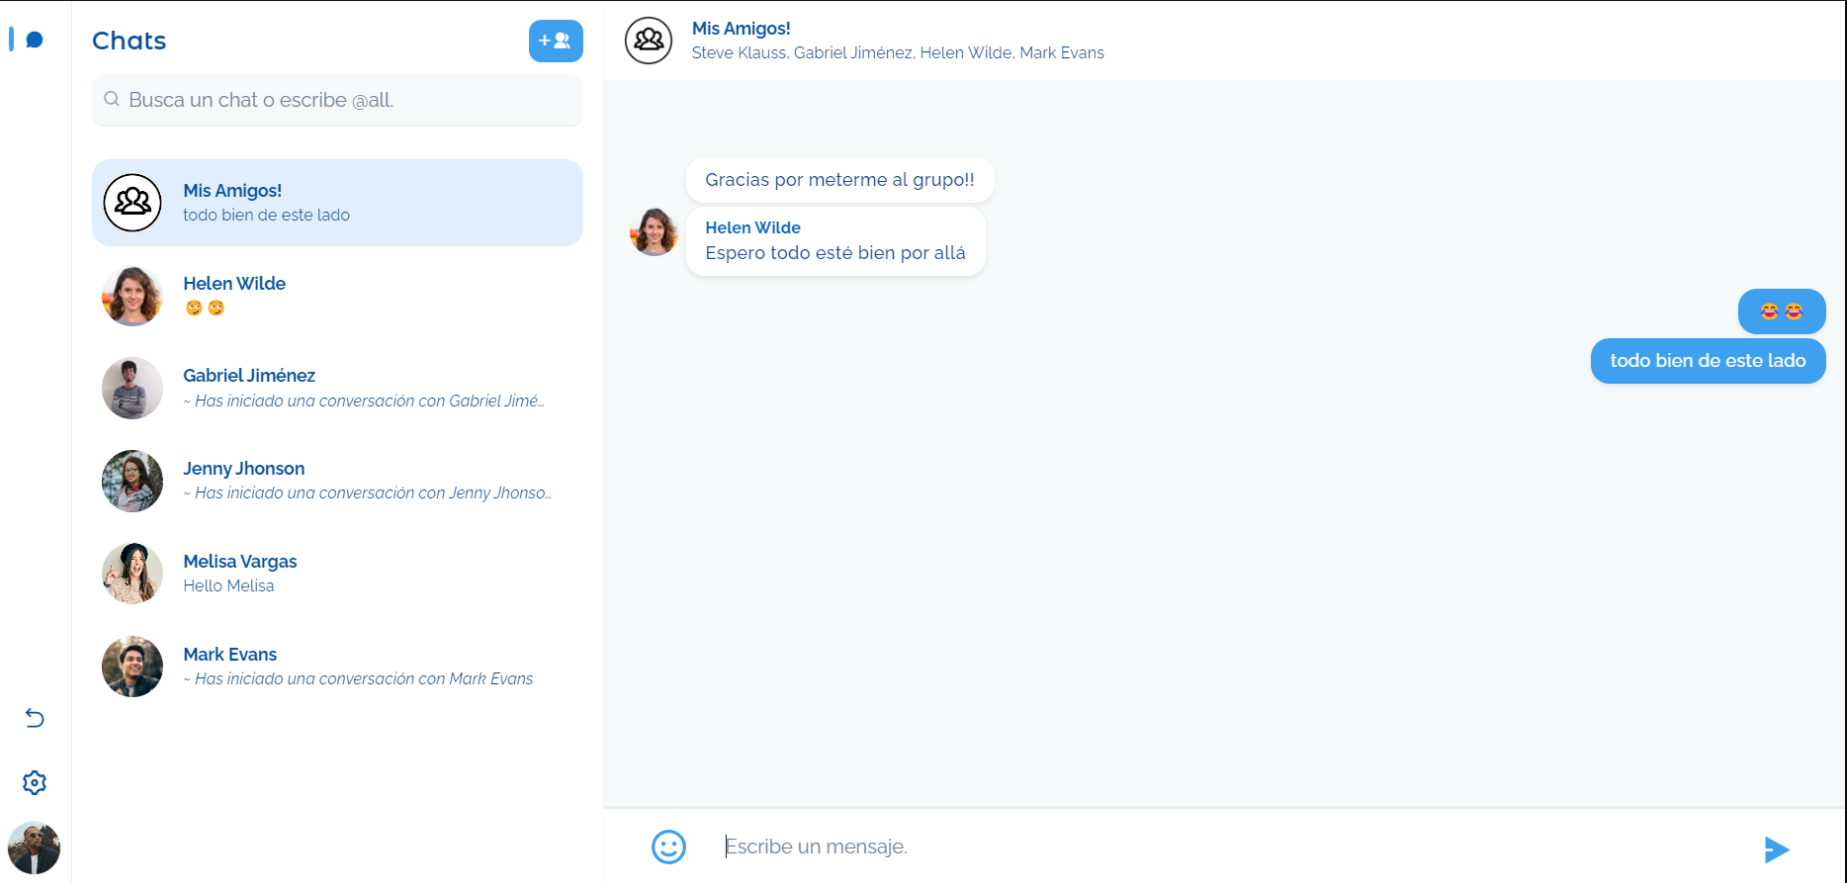 Chats
Busca un chat o escribe @all.
Mis Amigos!
todo bien de este lado
Helen Wilde
🙄🙄
Gabriel Jiménez
~ Has iniciado una conversación con Gabriel Jimé...
Jenny Jhonson
~ Has iniciado una conversación con Jenny Jhonso...
Melisa Vargas
Hello Melisa
Mark Evans
~ Has iniciado una conversación con Mark Evans
Mis Amigos!
Steve Klauss, Gabriel Jiménez, Helen Wilde, Mark Evans
Gracias por meterme al grupo!!
Helen Wilde
Espero todo esté bien por allá
😂😂
todo bien de este lado
Escribe un mensaje.